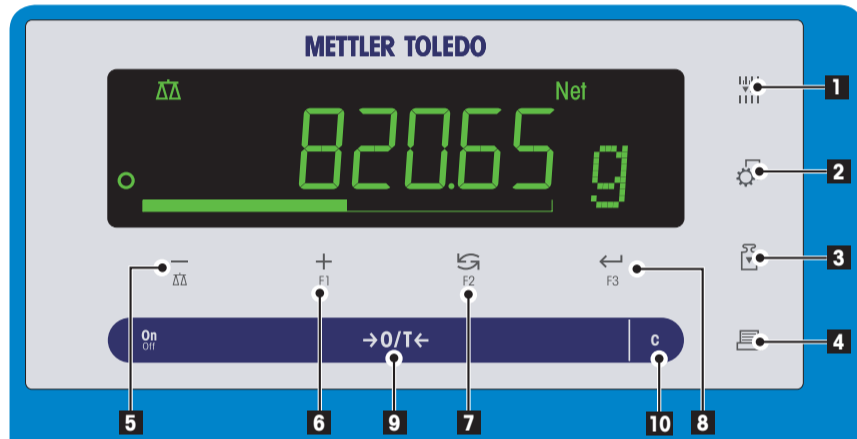 METTLER TOLEDO
Net
820.65 g
1
2
3
4
− +
F1 F2 F3
On
Off
→0/T←
C
5 6 9 7 10 8